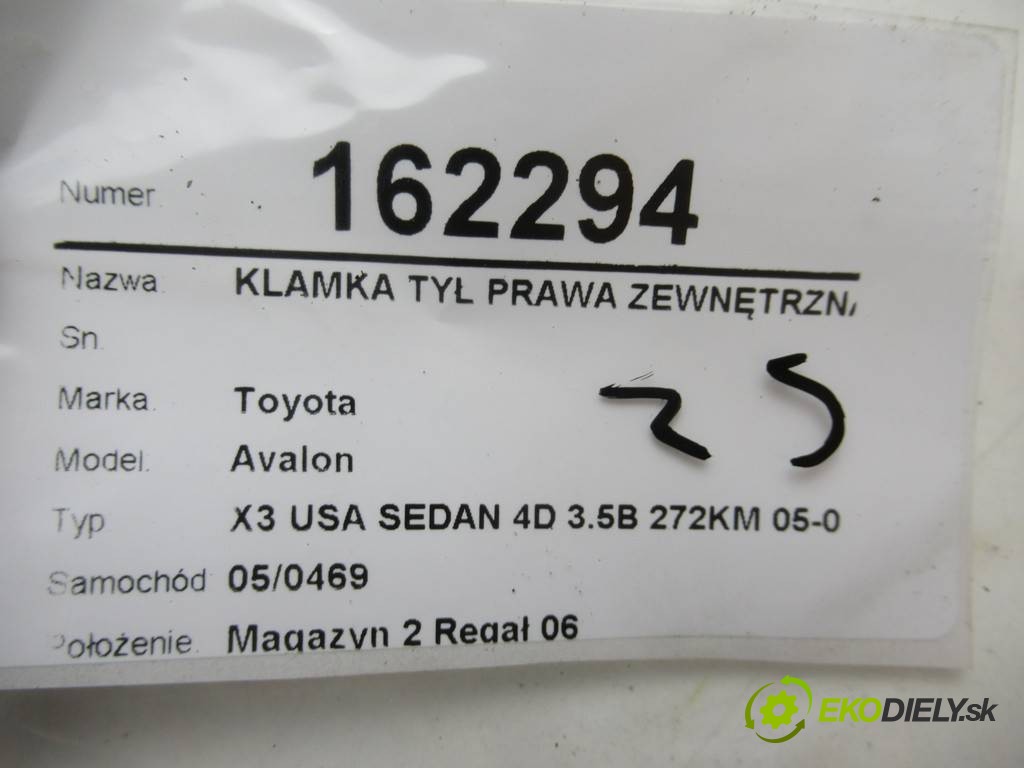 Numer. 162294
Nazwa. KLAMKA TYŁ PRAWA ZEWNĘTRZNA
Sn.
Marka. Toyota
Model. Avalon
Typ X3 USA SEDAN 4D 3.5B 272KM 05-0
Samochód 05/0469
Położenie. Magazyn 2 Regał 06
EKODIELY.sk